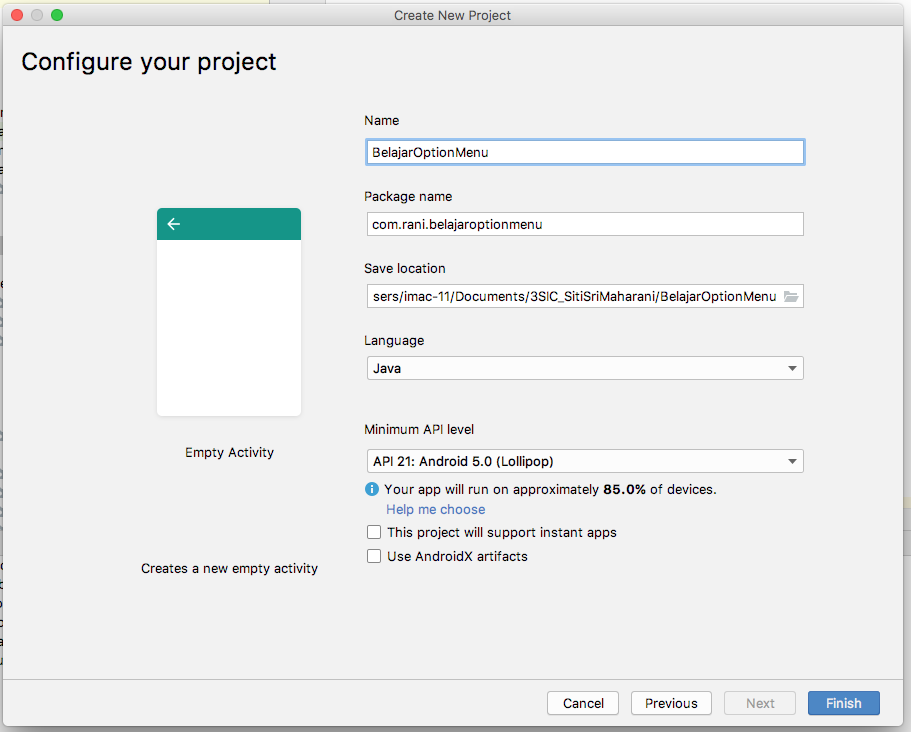 Create New Project
Configure your project
Name
BelajarOptionMenu
Package name
com.rani.belajaroptionmenu
Save location
sers/imac-11/Documents/3SIC_SitiSriMaharani/BelajarOptionMenu
Language
Java
Empty Activity
Minimum API level
API 21: Android 5.0 (Lollipop)
Your app will run on approximately 85.0% of devices.
Help me choose
This project will support instant apps
Use AndroidX artifacts
Creates a new empty activity
Cancel
Previous
Next
Finish